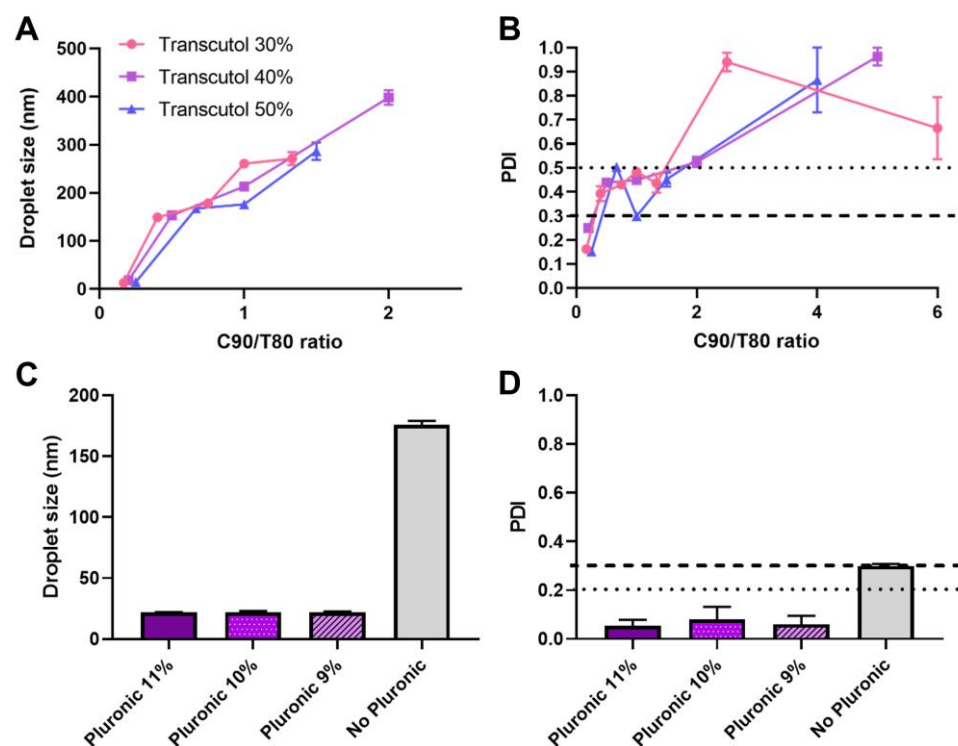 A
Transcutol 30%
Transcutol 40%
Transcutol 50%
Droplet size (nm)
500
400
300
200
100
0
0 1 2
C90/T80 ratio
B
PDI
1.0
0.9
0.8
0.7
0.6
0.5
0.4
0.3
0.2
0.1
0.0
0 2 4 6
C90/T80 ratio
C
Droplet size (nm)
200
150
100
50
0
Pluronic 11%
Pluronic 10%
Pluronic 9%
No Pluronic
D
PDI
1.0
0.8
0.6
0.4
0.2
0.0
Pluronic 11%
Pluronic 10%
Pluronic 9%
No Pluronic